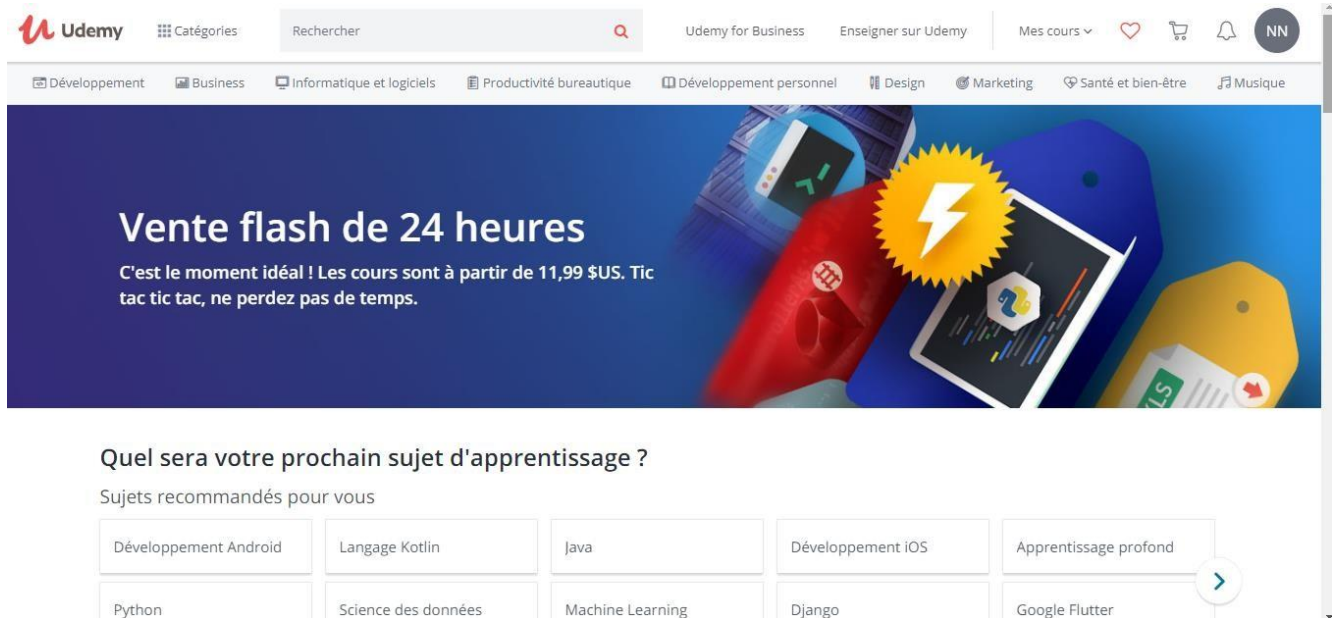 Udemy
Catégories
Rechercher
Udemy for Business
Enseigner sur Udemy
Mes cours
NN
Développement
Business
Informatique et logiciels
Productivité bureautique
Développement personnel
Design
Marketing
Santé et bien-être
Musique
Vente flash de 24 heures
C'est le moment idéal ! Les cours sont à partir de 11,99 $US. Tic
tac tic tac, ne perdez pas de temps.
XLS
Quel sera votre prochain sujet d'apprentissage ?
Sujets recommandés pour vous
Développement Android
Langage Kotlin
Java
Développement iOS
Apprentissage profond
Python
Science des données
Machine Learning
Django
Google Flutter